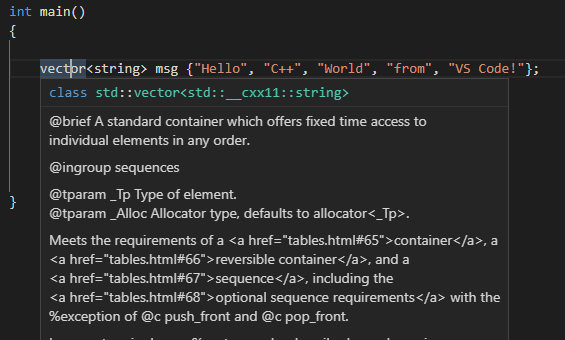 int main()
{
vector<string> msg {"Hello", "C++", "World", "from", "VS Code!"};
class std::vector<std::__cxx11::string>
@brief A standard container which offers fixed time access to
individual elements in any order.
@ingroup sequences
@tparam _Tp Type of element.
@tparam _Alloc Allocator type, defaults to allocator<_Tp>.
}
Meets the requirements of a <a href="tables.html#65">container</a>, a
<a href="tables.html#66">reversible container</a>, and a
<a href="tables.html#67">sequence</a>, including the
<a href="tables.html#68">optional sequence requirements</a> with the
%exception of @c push_front and @c pop_front.